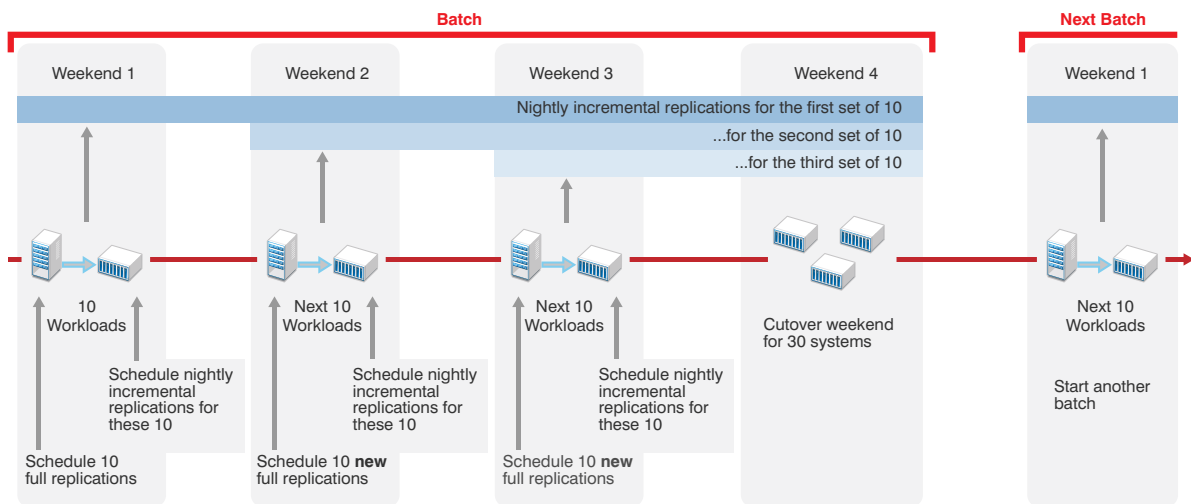 Batch
Next Batch
Weekend 1
Weekend 2
Weekend 3
Weekend 4
Weekend 1
Nightly incremental replications for the first set of 10
...for the second set of 10
...for the third set of 10
10
Workloads
Next 10
Workloads
Next 10
Workloads
Cutover weekend
for 30 systems
Next 10
Workloads
Schedule nightly
incremental
replications for
these 10
Schedule nightly
incremental
replications for
these 10
Schedule nightly
incremental
replications for
these 10
Start another
batch
Schedule 10
full replications
Schedule 10 new
full replications
Schedule 10 new
full replications